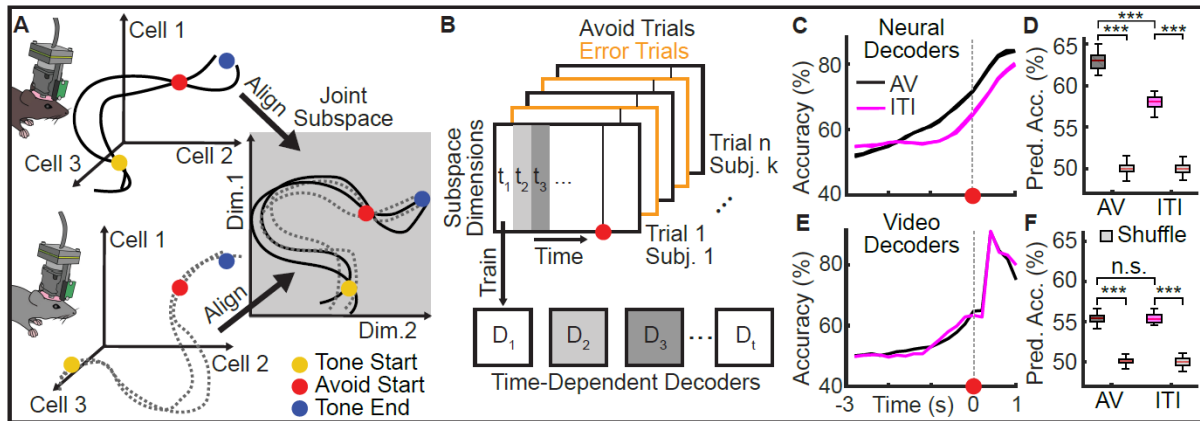 A
Cell 1
Cell 2
Cell 3
Align
Joint
Subspace
Dim.1
Dim.2
Cell 1
Cell 2
Cell 3
Align
Tone Start
Avoid Start
Tone End
B
Avoid Trials
Error Trials
Subspace
Dimensions
t1 t2 t3 ...
Trial n
Subj. k
...
Trial 1
Subj. 1
Time
Train
D1 D2 D3 ... Dt
Time-Dependent Decoders
C
Neural
Decoders
AV
ITI
Accuracy (%)
80
60
40
D
***
*** ***
Pred. Acc. (%)
65
60
55
50
AV ITI
E
Video
Decoders
Accuracy (%)
80
60
40
-3 Time (s) 0 1
F
Shuffle
n.s.
*** ***
Pred. Acc. (%)
65
60
55
50
AV ITI